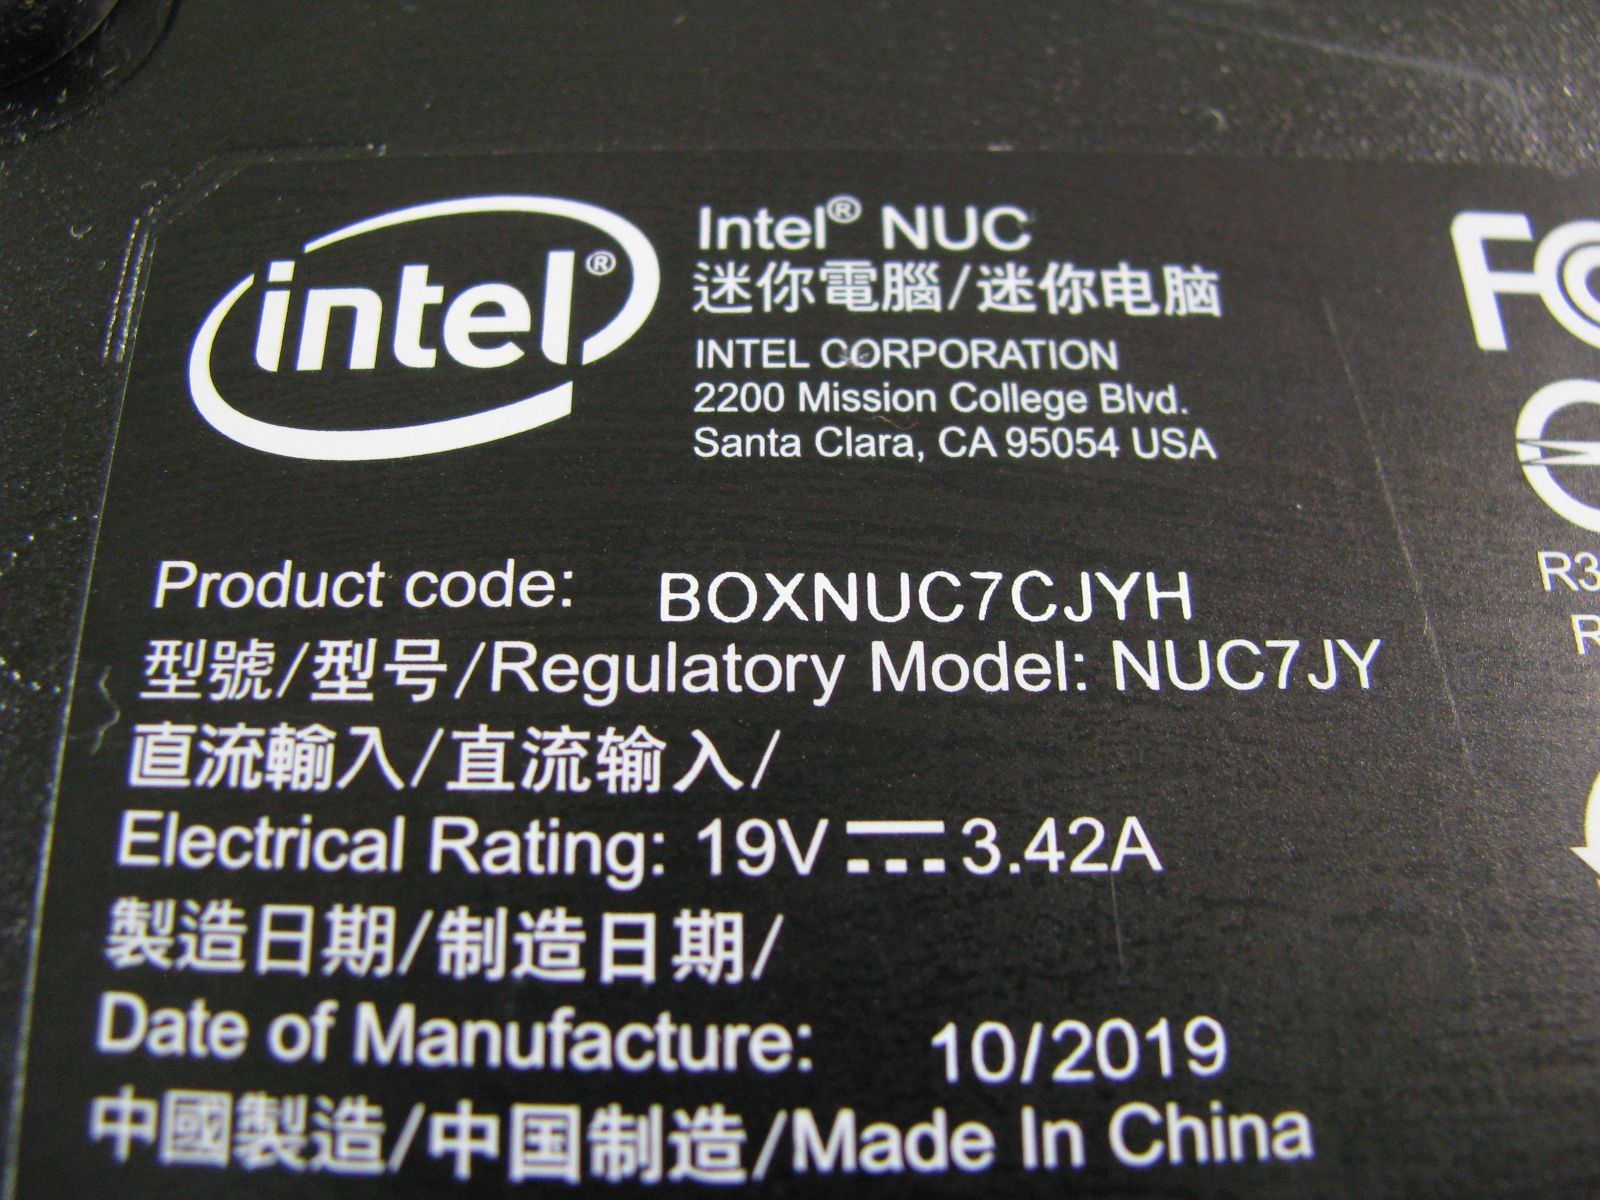 intel®
Intel® NUC
迷你電腦/迷你电脑
INTEL CORPORATION
2200 Mission College Blvd.
Santa Clara, CA 95054 USA
FC
R3
R
Product code: BOXNUC7CJYH
型號/型号/Regulatory Model: NUC7JY
直流輸入/直流输入/
Electrical Rating: 19V⎓3.42A
製造日期/制造日期/
Date of Manufacture: 10/2019
中國製造/中国制造/Made In China